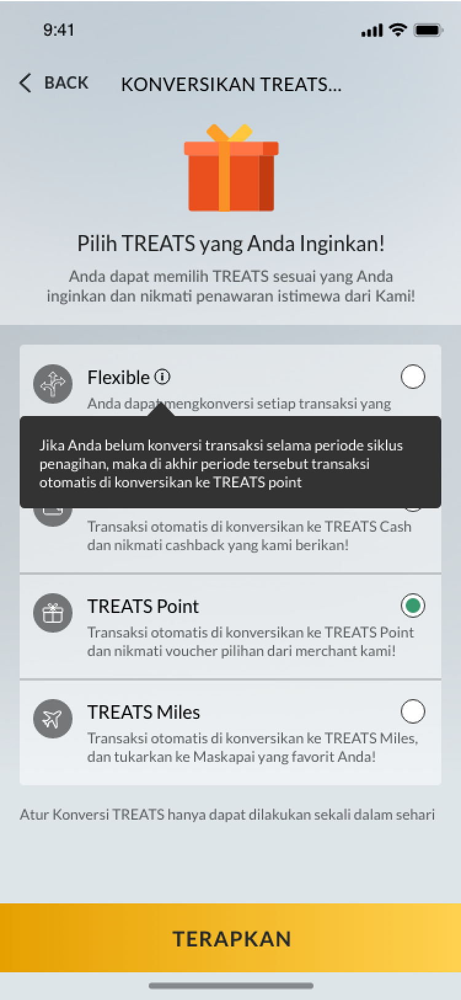 9:41
BACK
KONVERSIKAN TREATS...
Pilih TREATS yang Anda Inginkan!
Anda dapat memilih TREATS sesuai yang Anda
inginkan dan nikmati penawaran istimewa dari Kami!
Flexible
Anda dapat mengkonversi setiap transaksi yang
Jika Anda belum konversi transaksi selama periode siklus
penagihan, maka di akhir periode tersebut transaksi
otomatis di konversikan ke TREATS point
Transaksi otomatis di konversikan ke TREATS Cash
dan nikmati cashback yang kami berikan!
TREATS Point
Transaksi otomatis di konversikan ke TREATS Point
dan nikmati voucher pilihan dari merchant kami!
TREATS Miles
Transaksi otomatis di konversikan ke TREATS Miles,
dan tukarkan ke Maskapai yang favorit Anda!
Atur Konversi TREATS hanya dapat dilakukan sekali dalam sehari
TERAPKAN